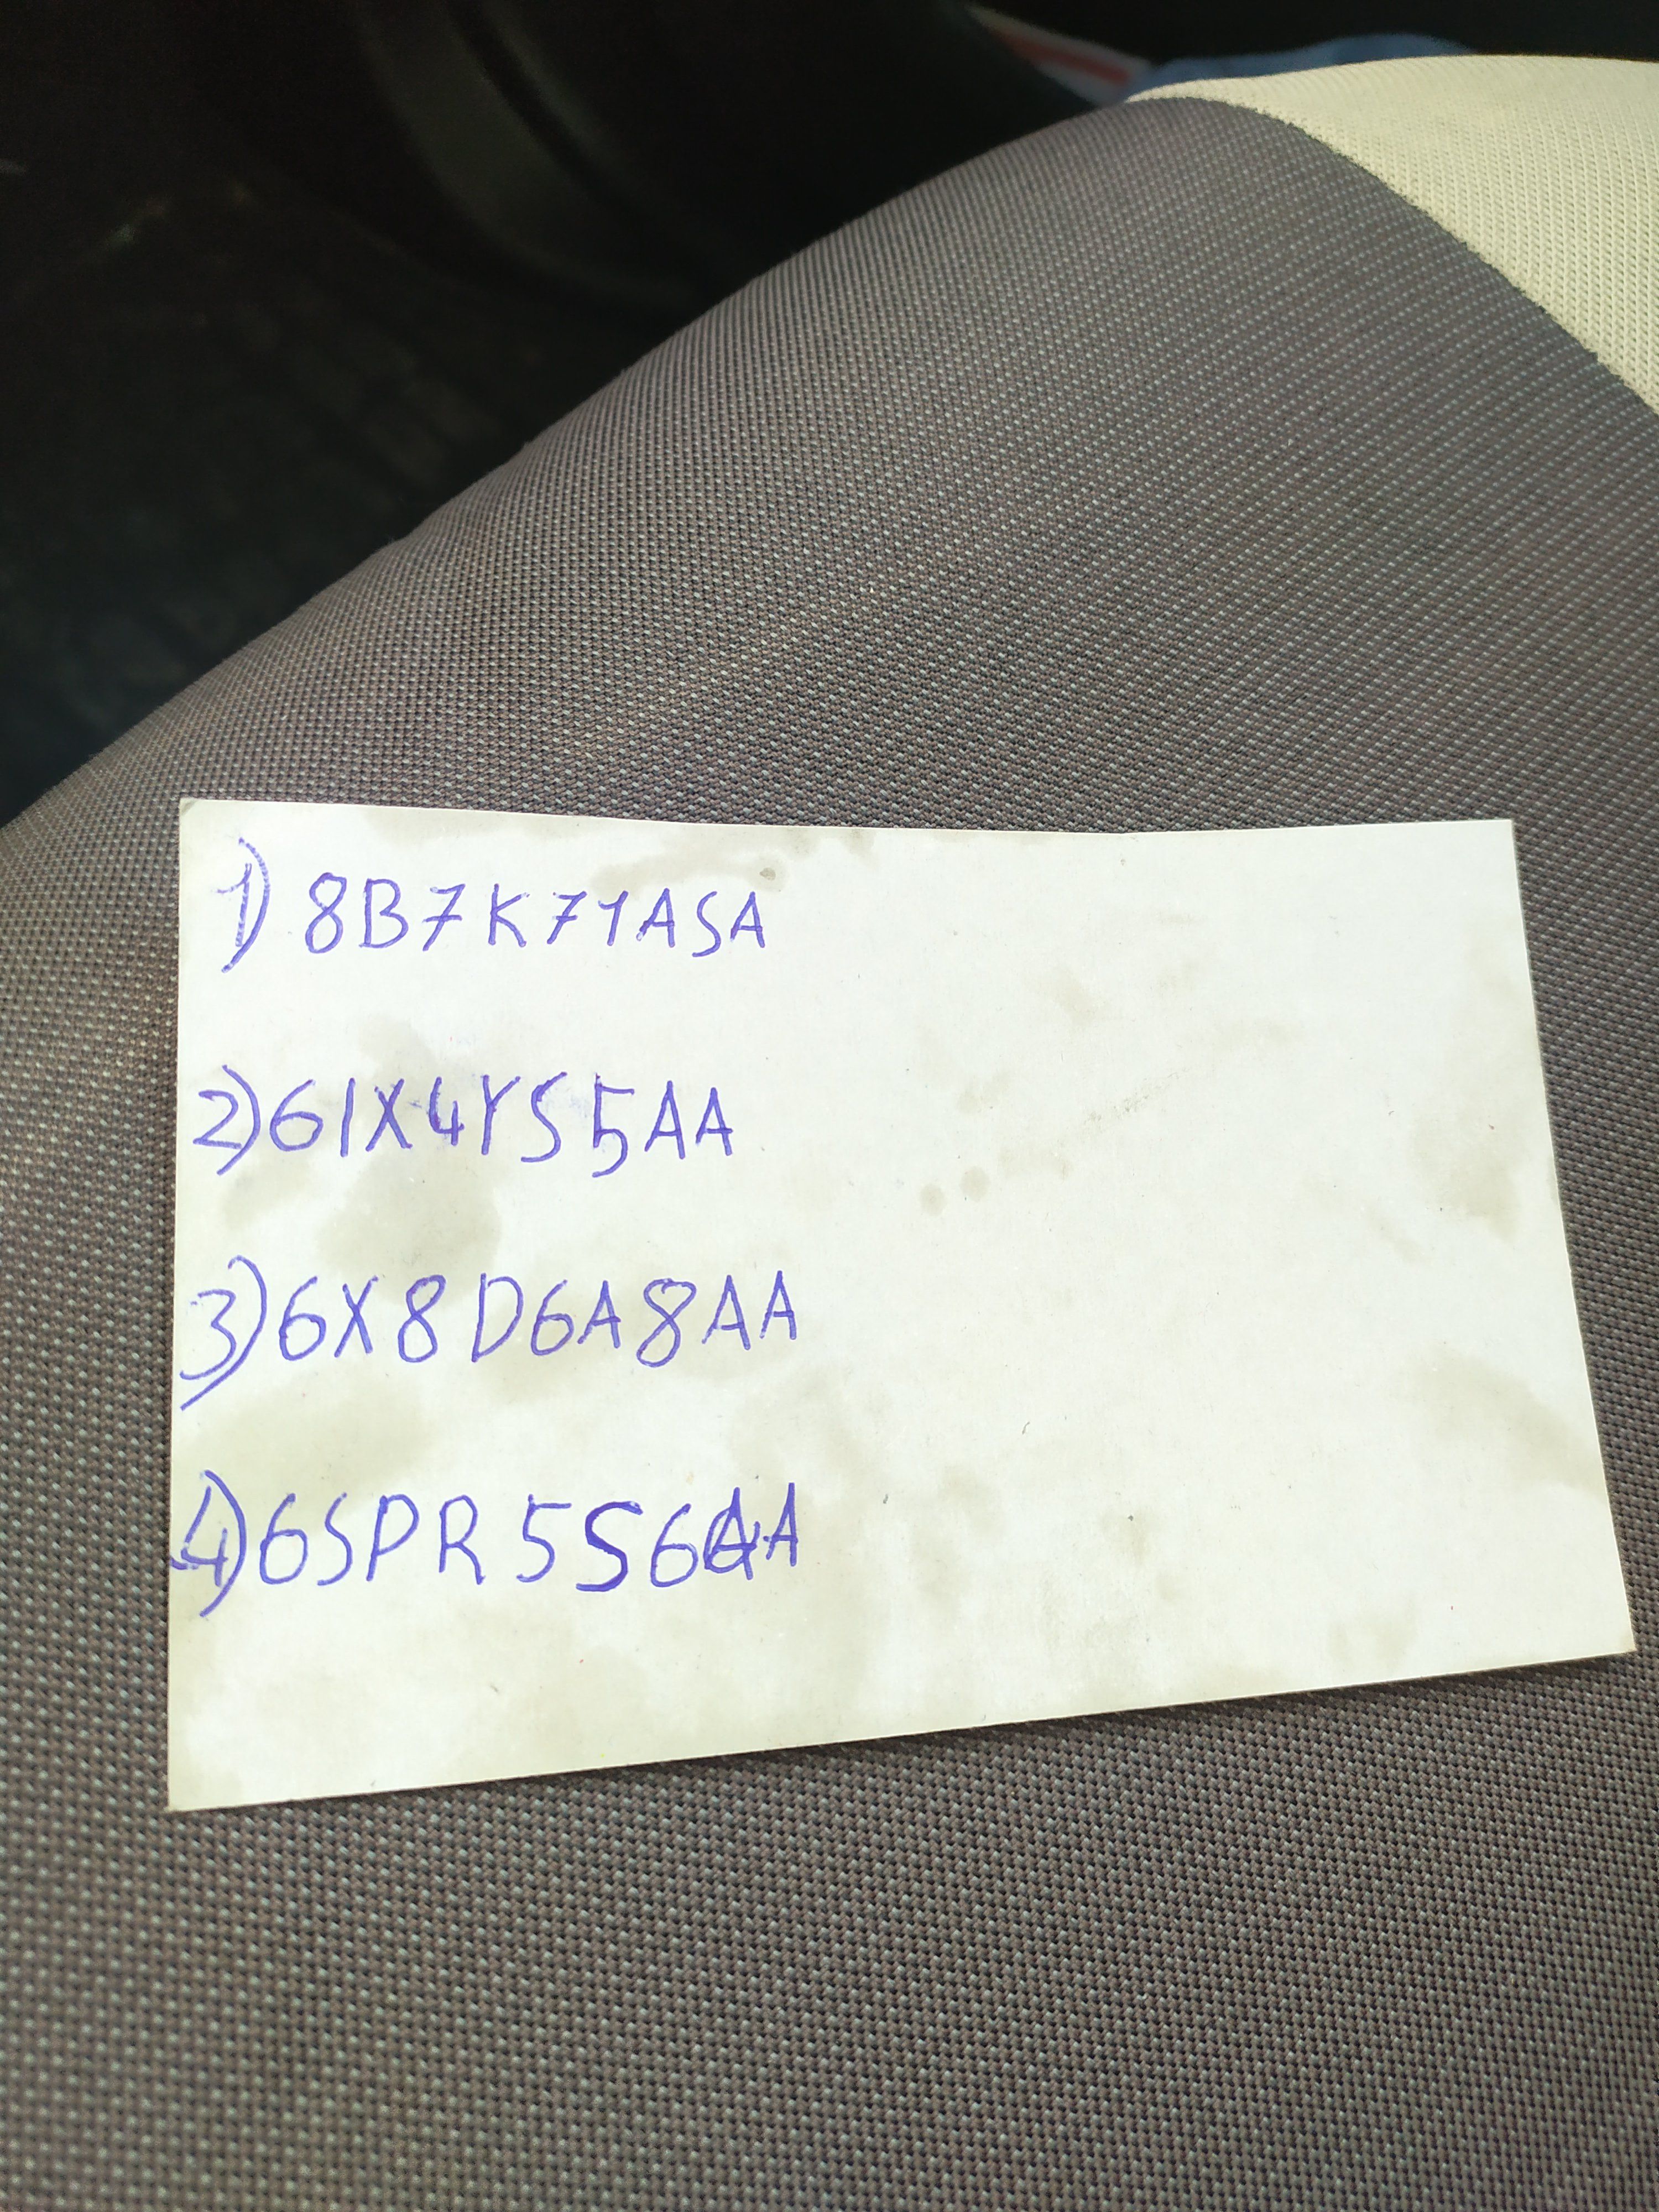 1) 8B7K71ASA
2) 61X4YS5AA
3) 6X8D6A8AA
4) 6SPR5S6AA